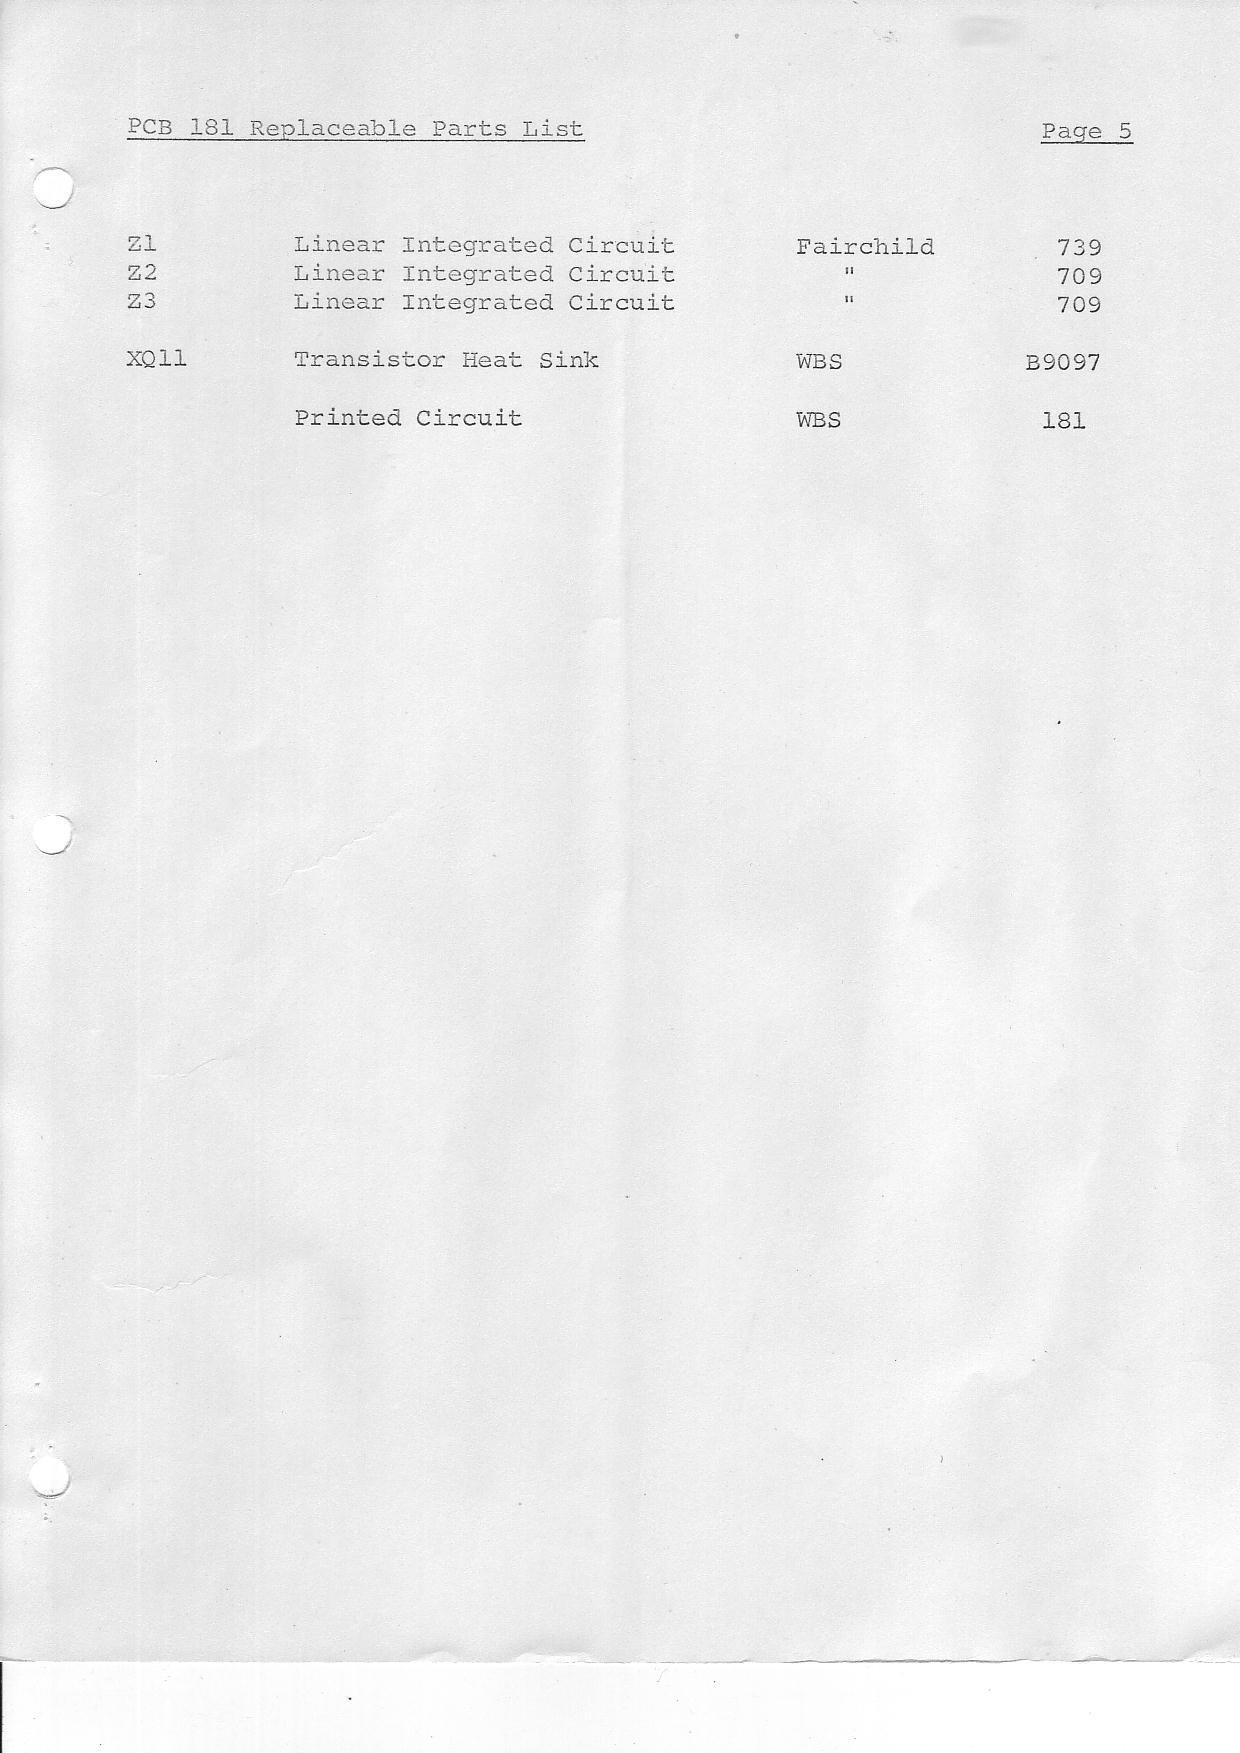 PCB 181 Replaceable Parts List Page 5
Z1 Linear Integrated Circuit Fairchild 739
Z2 Linear Integrated Circuit " 709
Z3 Linear Integrated Circuit " 709
XQ11 Transistor Heat Sink WBS B9097
Printed Circuit WBS 181